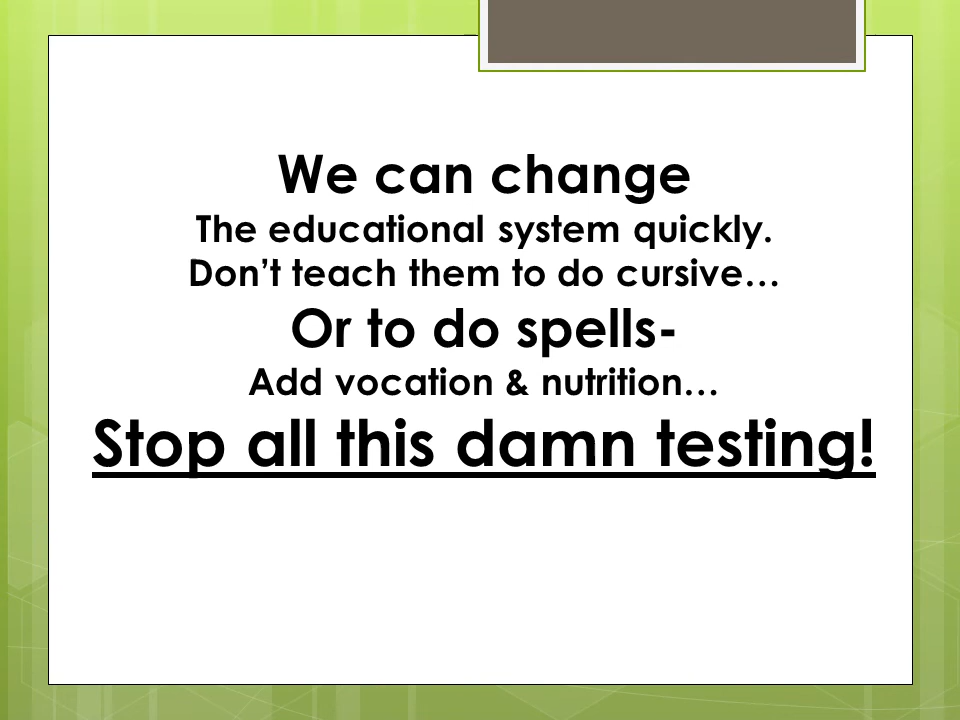 We can change
The educational system quickly.
Don’t teach them to do cursive…
Or to do spells-
Add vocation & nutrition…
Stop all this damn testing!